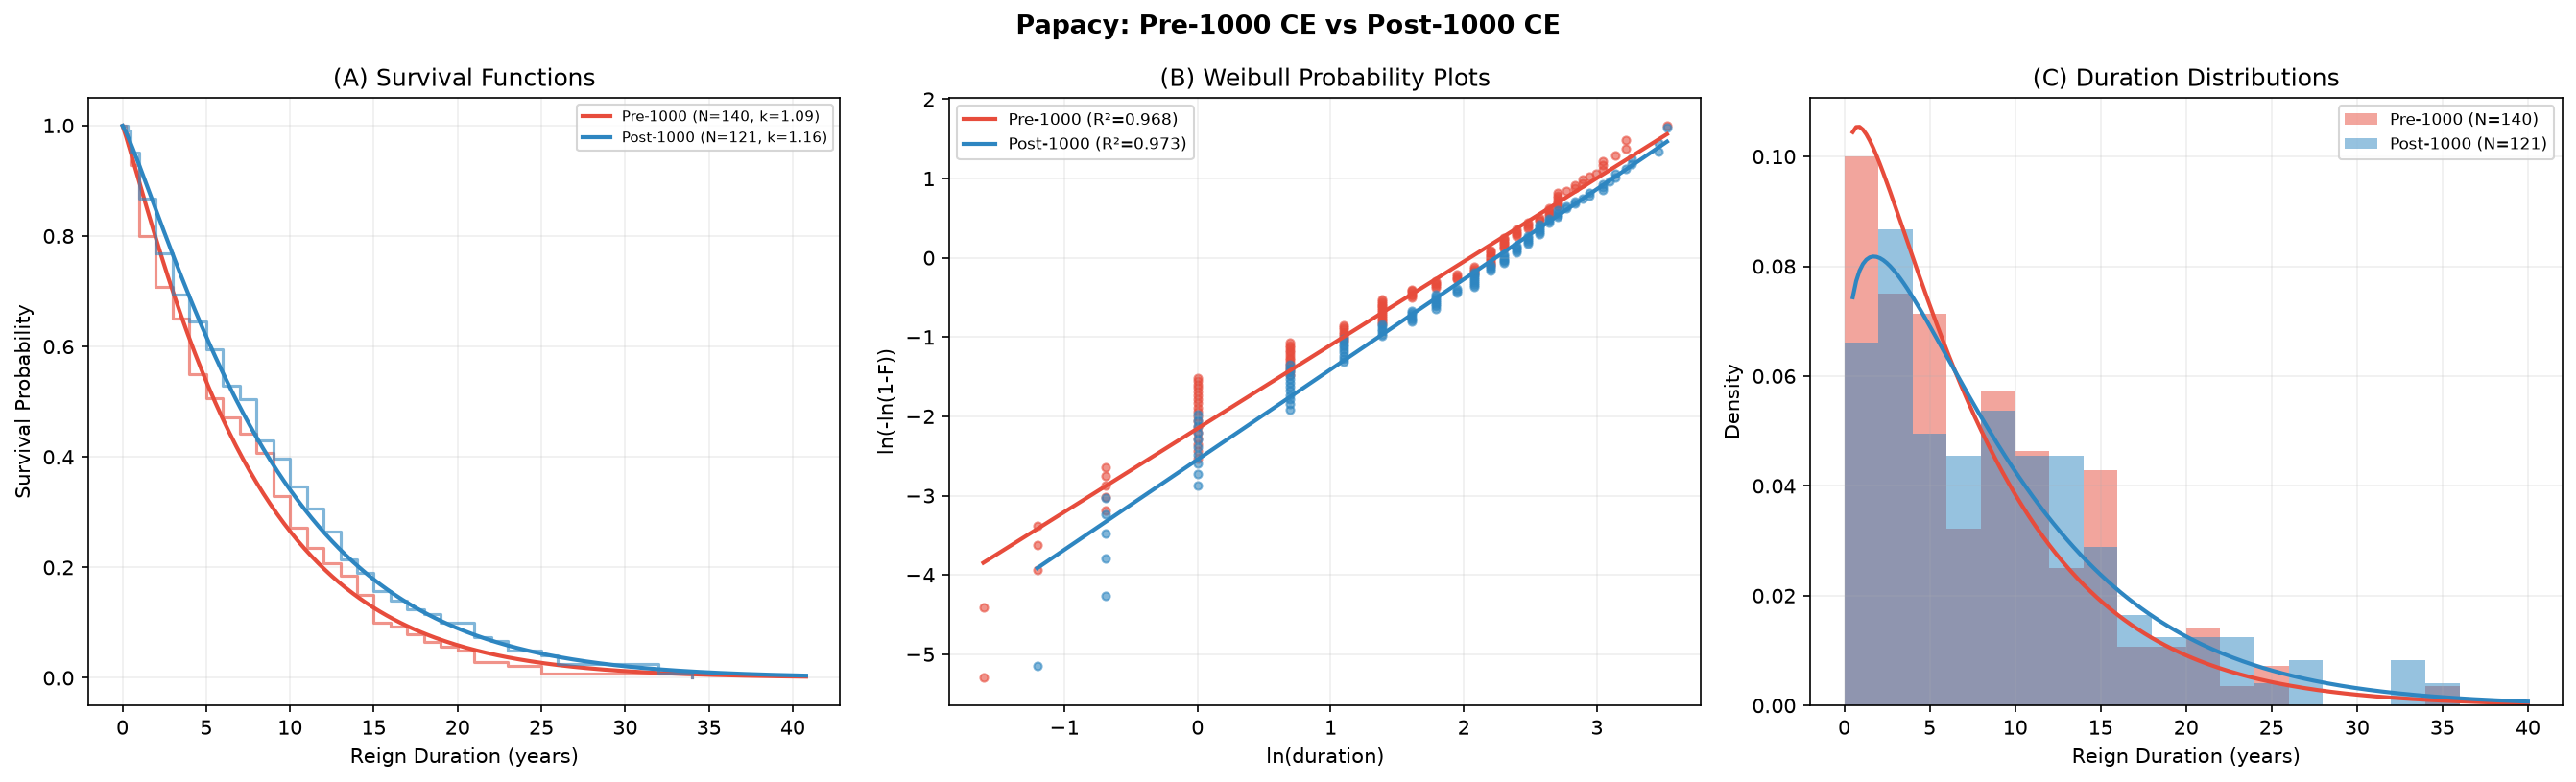 Papacy: Pre-1000 CE vs Post-1000 CE
(A) Survival Functions
Survival Probability
1.0
0.8
0.6
0.4
0.2
0.0
Pre-1000 (N=140, k=1.09)
Post-1000 (N=121, k=1.16)
0 5 10 15 20 25 30 35 40
Reign Duration (years)
(B) Weibull Probability Plots
ln(-ln(1-F))
2
1
0
−1
−2
−3
−4
−5
Pre-1000 (R²=0.968)
Post-1000 (R²=0.973)
−1 0 1 2 3
ln(duration)
(C) Duration Distributions
Density
0.10
0.08
0.06
0.04
0.02
0.00
Pre-1000 (N=140)
Post-1000 (N=121)
0 5 10 15 20 25 30 35 40
Reign Duration (years)